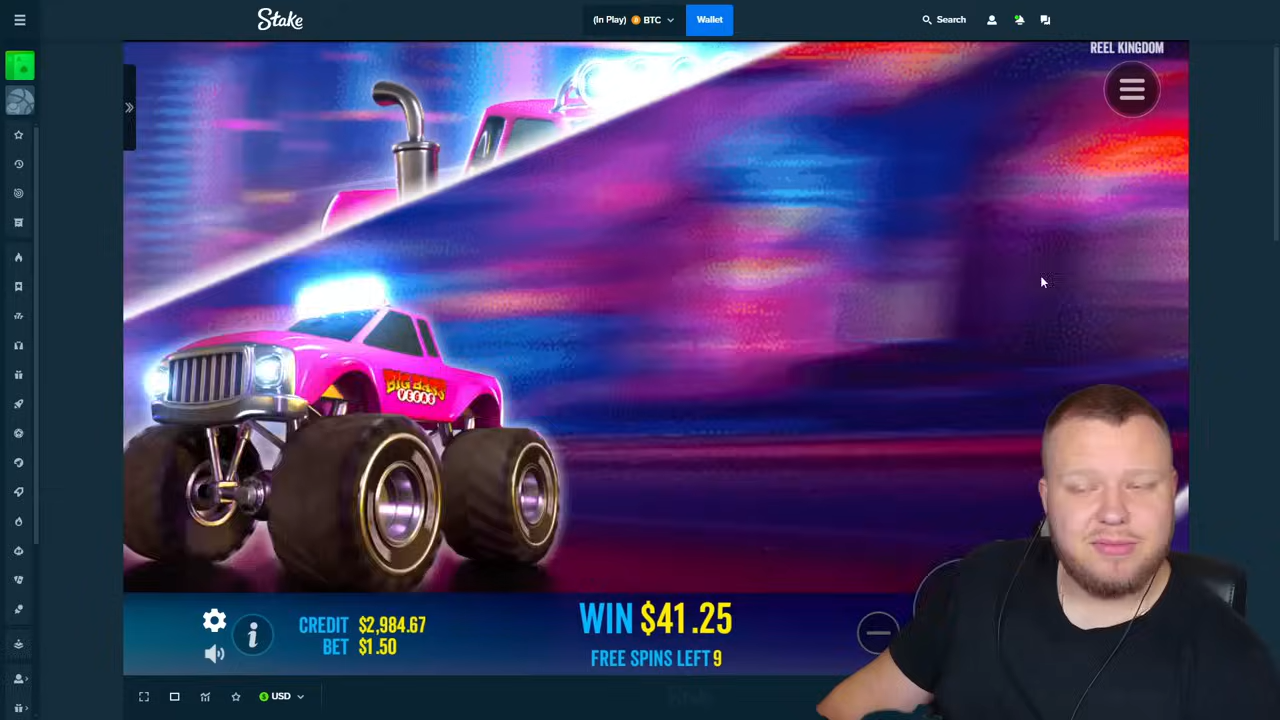 Stake
(In Play) BTC
Wallet
Search
REEL KINGDOM
BIG BASS
VEGAS
CREDIT $2,984.67
BET $1.50
WIN $41.25
FREE SPINS LEFT 9
USD